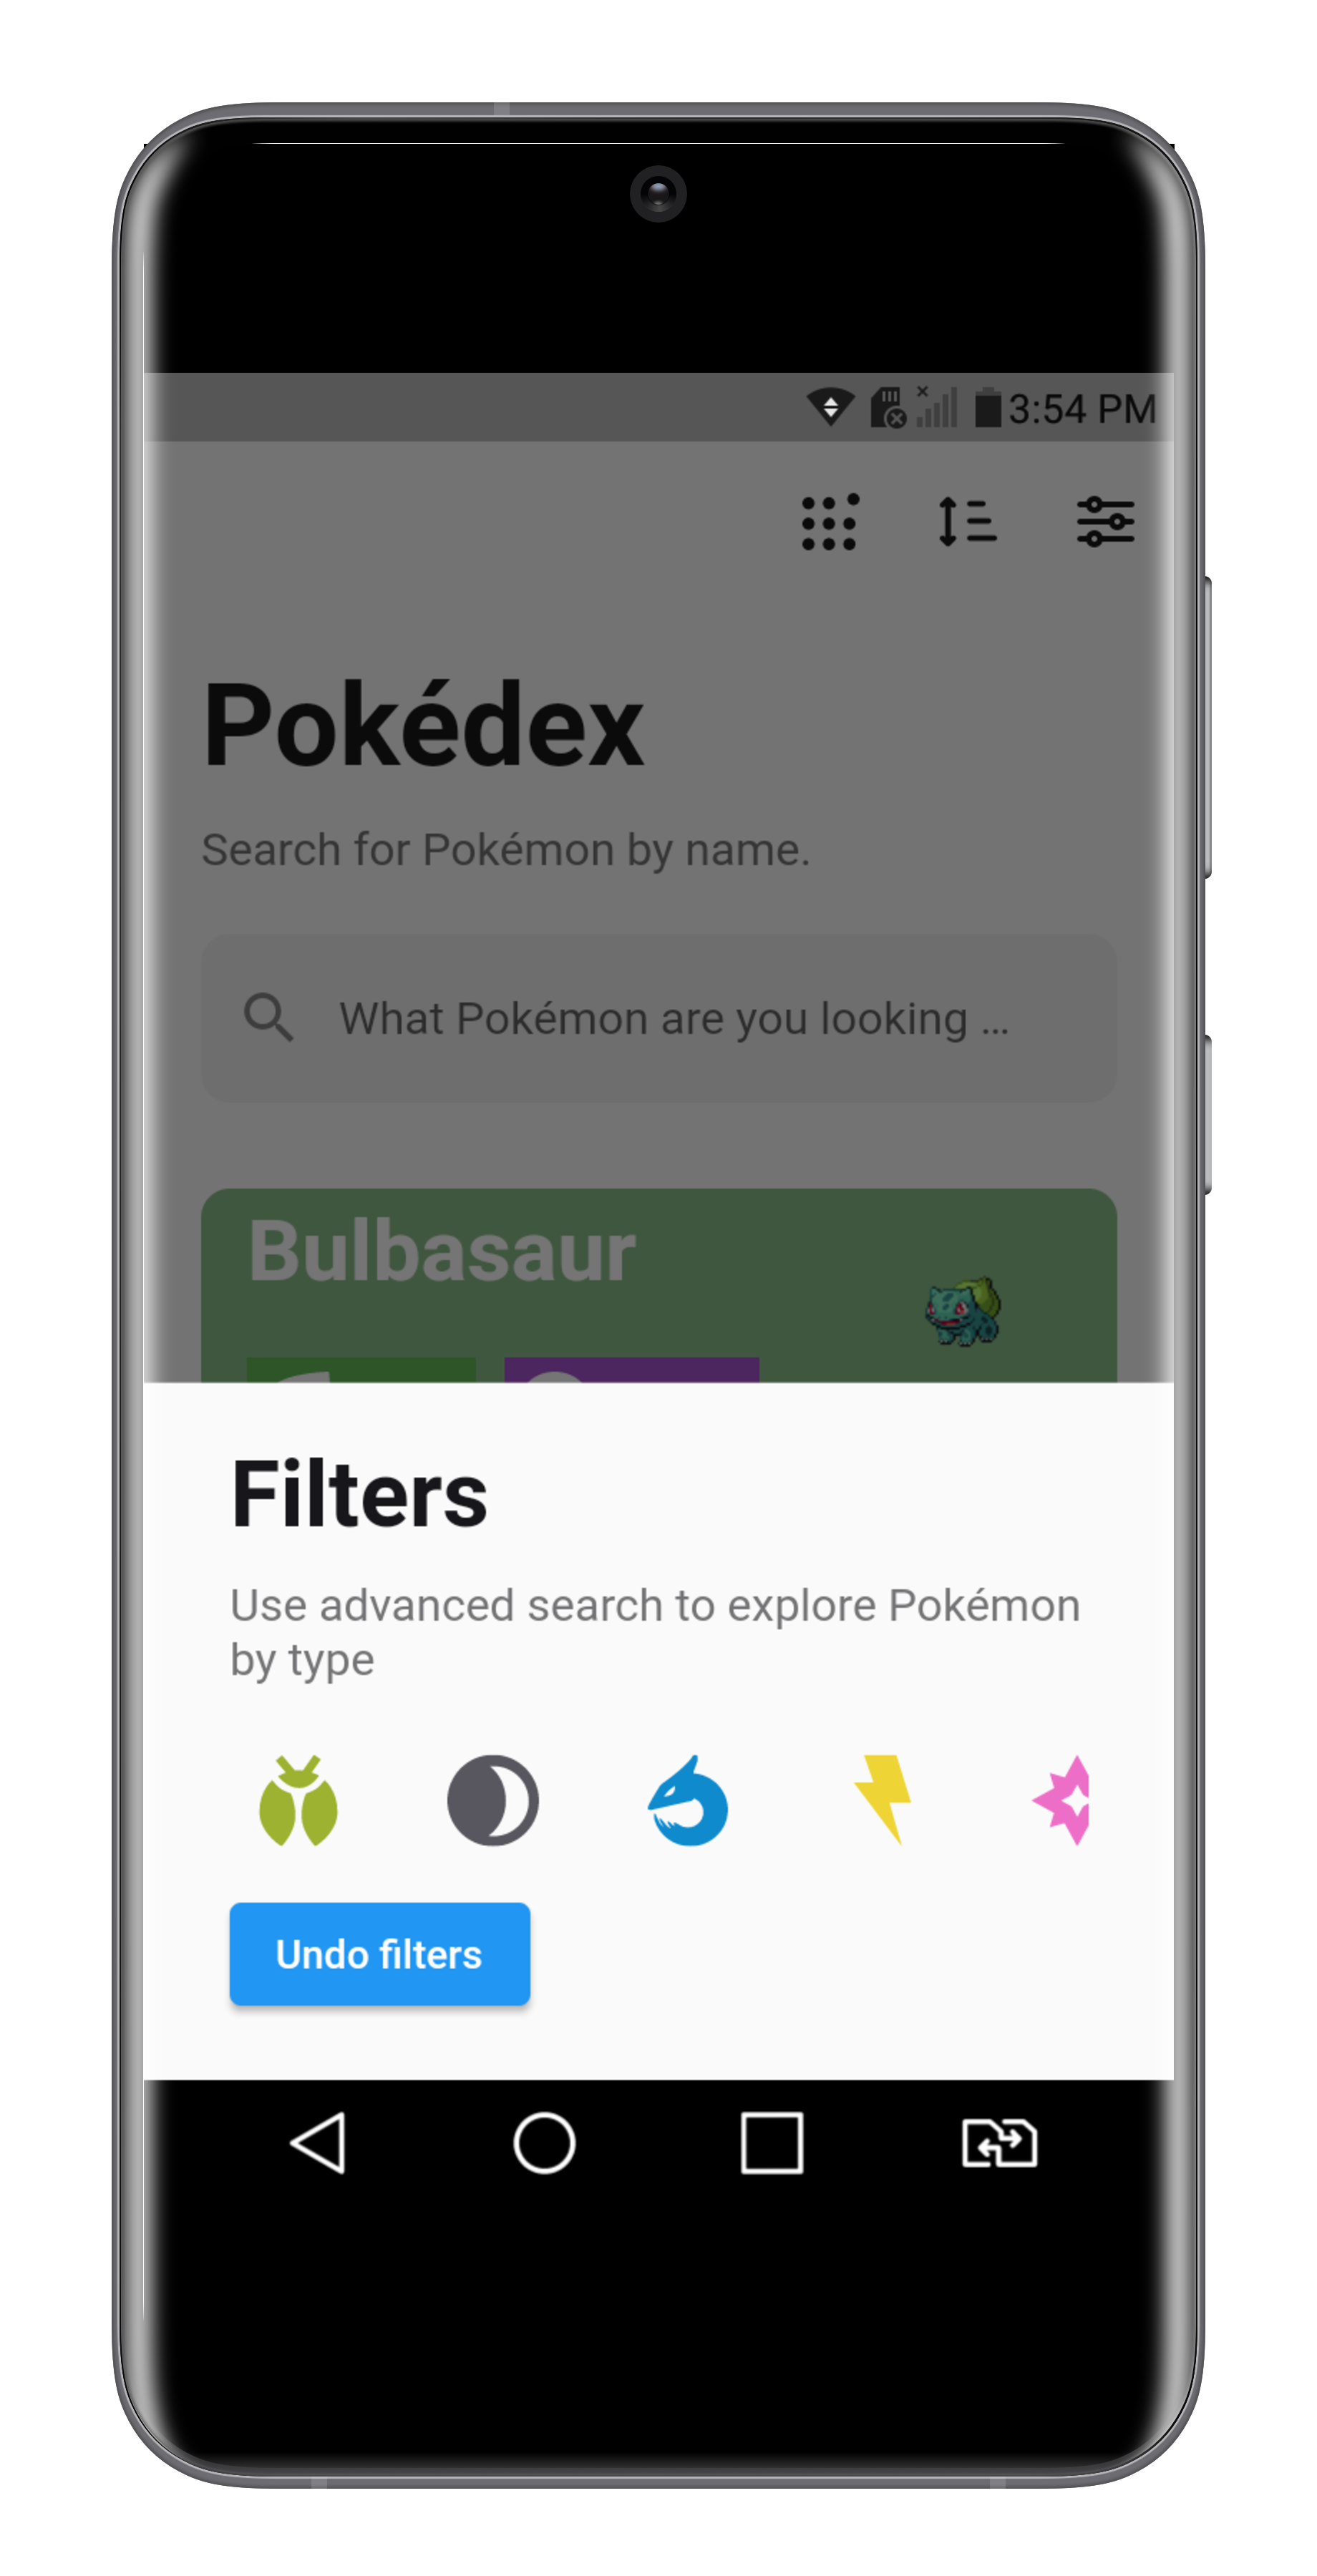 3:54 PM
Pokédex
Search for Pokémon by name.
What Pokémon are you looking ...
Bulbasaur
Filters
Use advanced search to explore Pokémon
by type
Undo filters